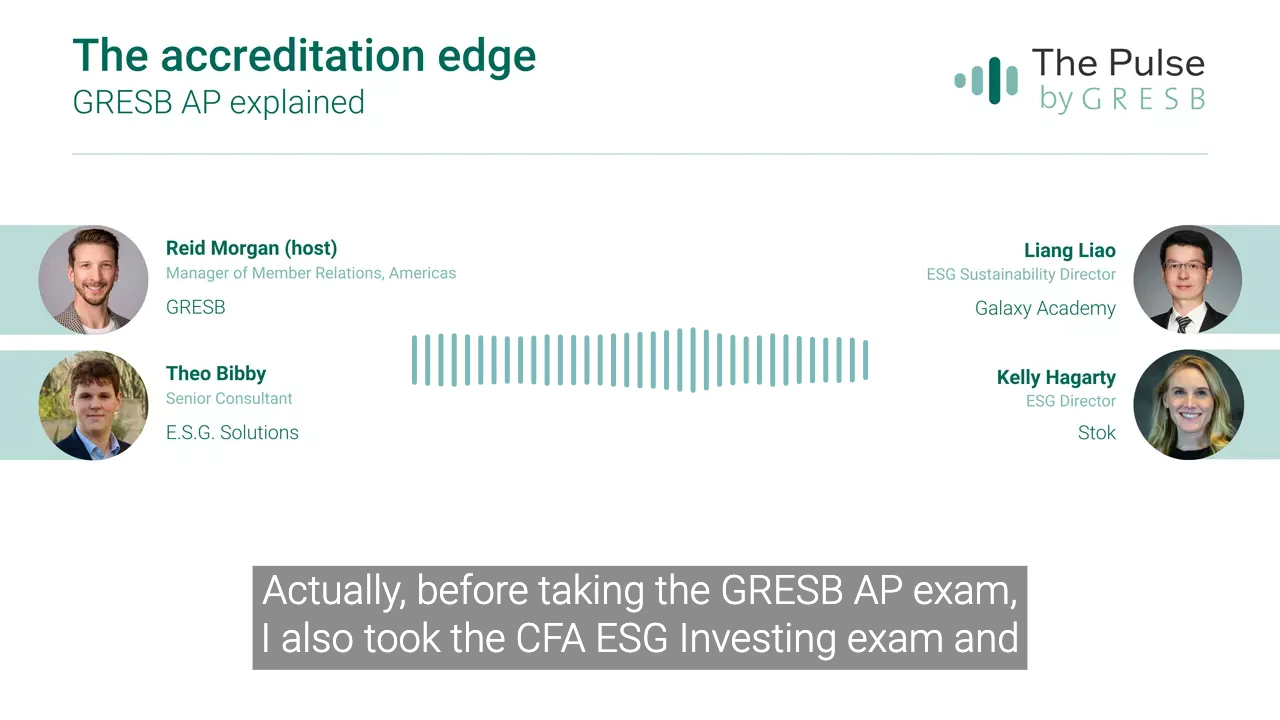 The accreditation edge
GRESB AP explained
The Pulse
by GRESB
Reid Morgan (host)
Manager of Member Relations, Americas
GRESB
Theo Bibby
Senior Consultant
E.S.G. Solutions
Liang Liao
ESG Sustainability Director
Galaxy Academy
Kelly Hagarty
ESG Director
Stok
Actually, before taking the GRESB AP exam,
I also took the CFA ESG Investing exam and